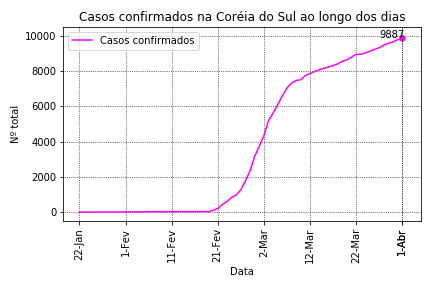 Casos confirmados na Coréia do Sul ao longo dos dias
Casos confirmados
9887
10000
8000
6000
4000
2000
0
Nº total
22-Jan
1-Fev
11-Fev
21-Fev
2-Mar
12-Mar
22-Mar
1-Abr
Data